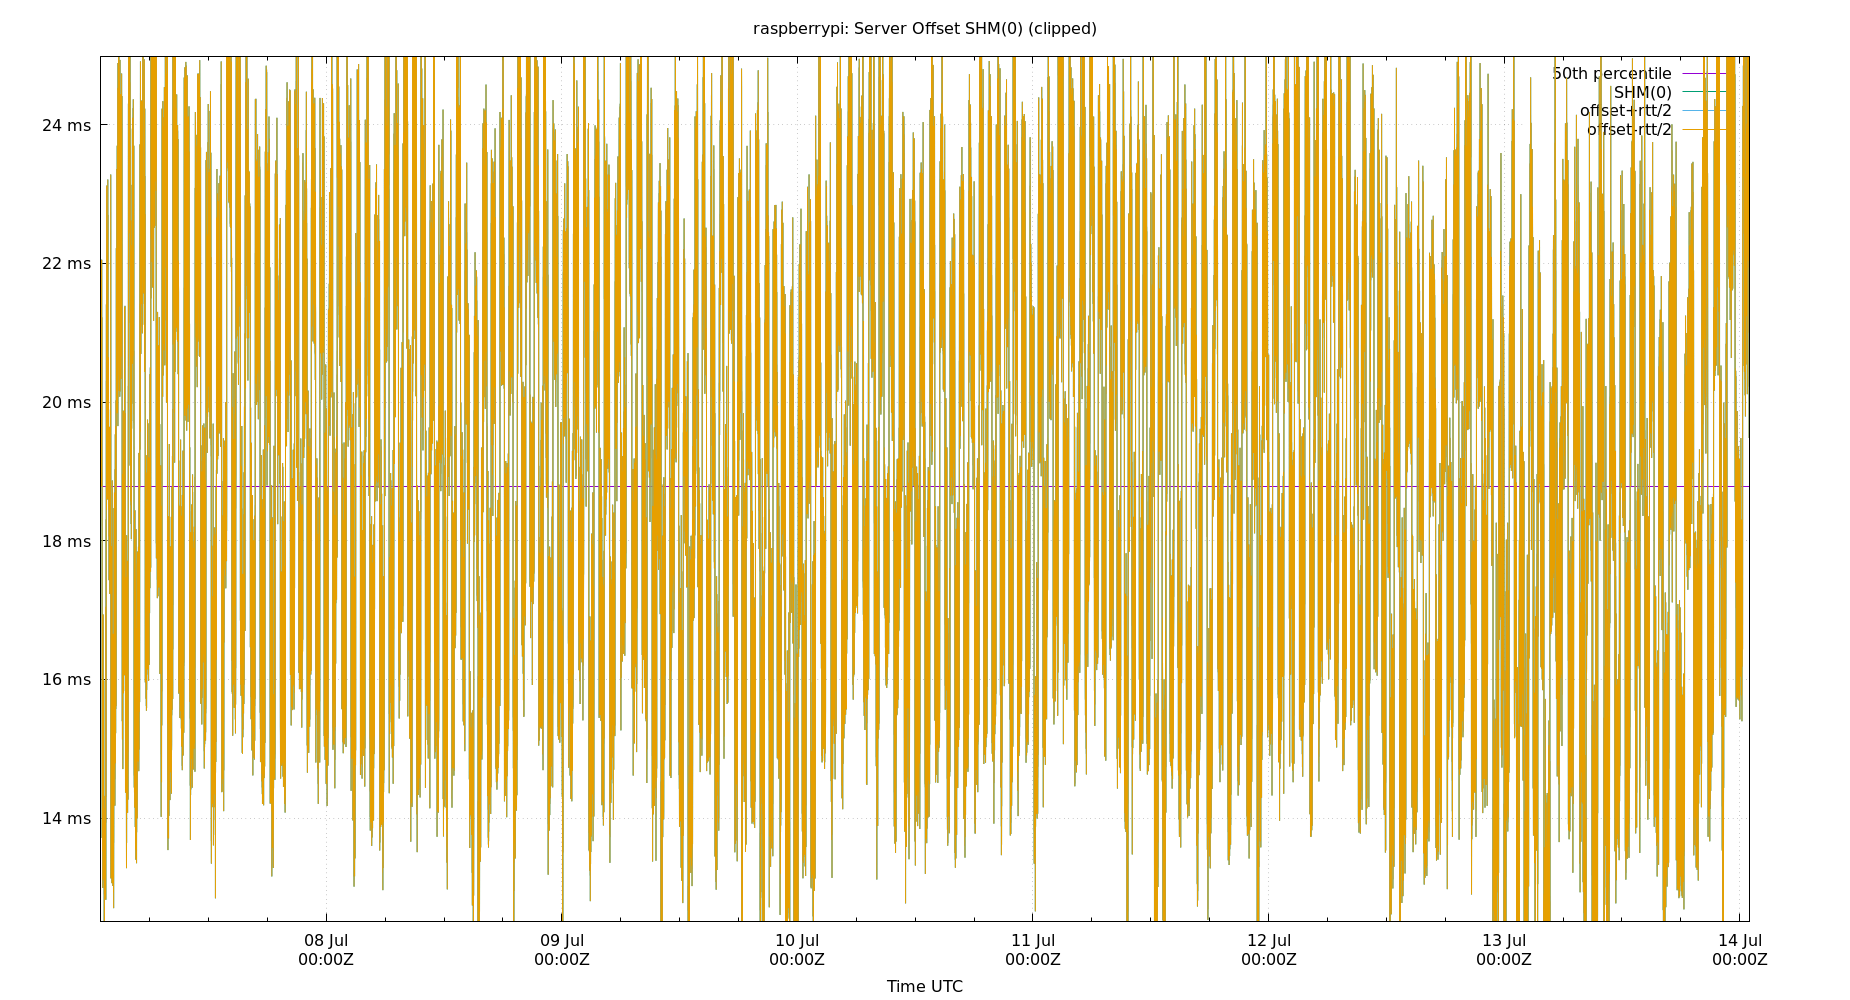 raspberrypi: Server Offset SHM(0) (clipped)
50th percentile
SHM(0)
offset+rtt/2
offset-rtt/2
24 ms
22 ms
20 ms
18 ms
16 ms
14 ms
08 Jul 09 Jul 10 Jul 11 Jul 12 Jul 13 Jul 14 Jul
00:00Z 00:00Z 00:00Z 00:00Z 00:00Z 00:00Z 00:00Z
Time UTC